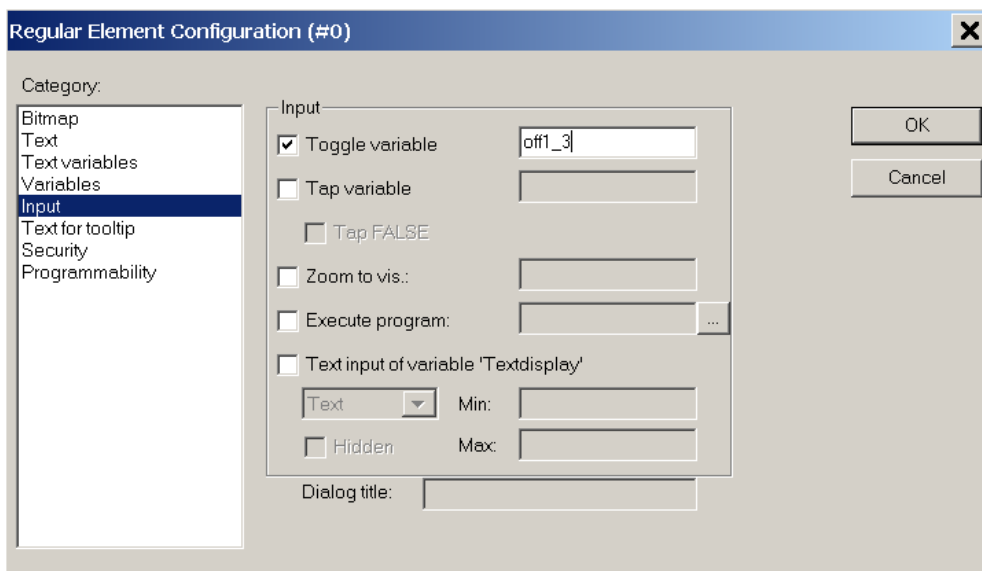 Regular Element Configuration (#0)
Category:
Bitmap
Text
Text variables
Variables
Input
Text for tooltip
Security
Programmability
Input
Toggle variable off1_3
Tap variable
Tap FALSE
Zoom to vis.:
Execute program: ...
Text input of variable 'Textdisplay'
Text Min:
Hidden Max:
Dialog title:
OK
Cancel